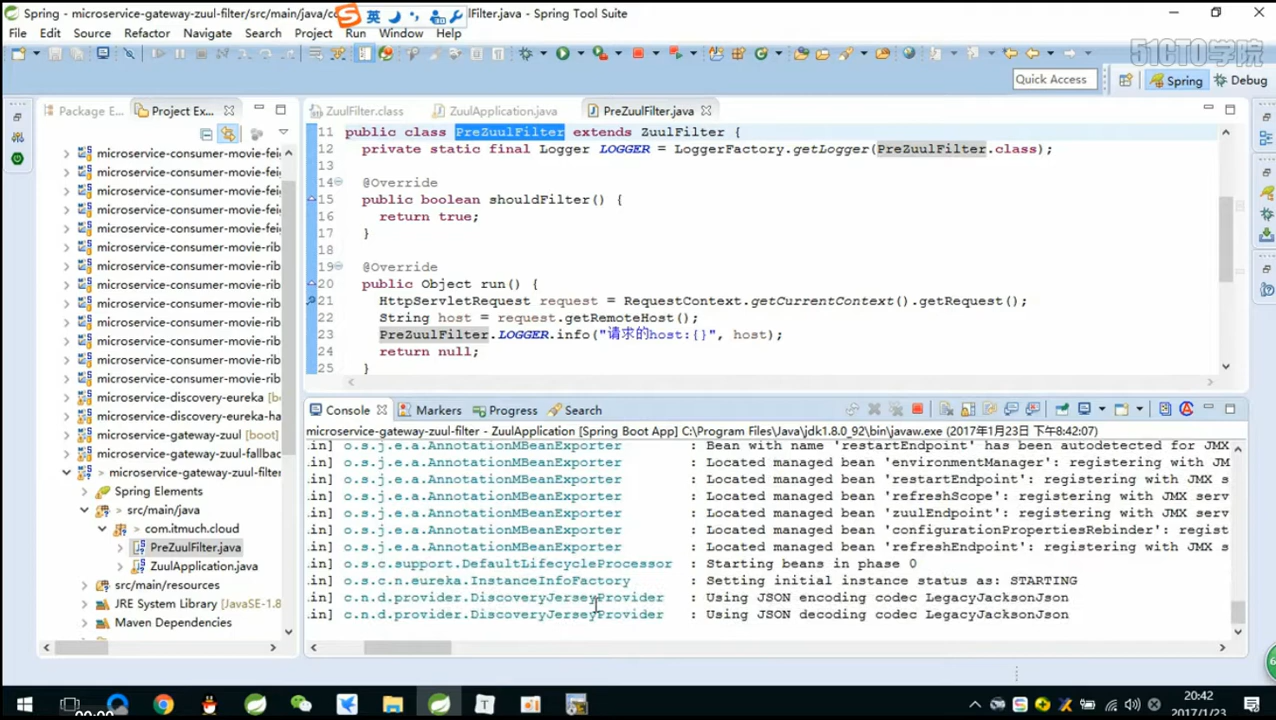 Spring - microservice-gateway-zuul-filter/src/main/java/co
英
lFilter.java - Spring Tool Suite
File Edit Source Refactor Navigate Search Project Run Window Help
51CTO学院
Quick Access
Spring
Debug
Package E...
Project Ex...
ZuulFilter.class
ZuulApplication.java
PreZuulFilter.java
microservice-consumer-movie-fei
microservice-consumer-movie-fei
microservice-consumer-movie-fei
microservice-consumer-movie-fei
microservice-consumer-movie-rib
microservice-consumer-movie-rib
microservice-consumer-movie-rib
microservice-consumer-movie-rib
microservice-consumer-movie-rib
microservice-consumer-movie-rib
microservice-consumer-movie-rib
microservice-consumer-movie-rib
microservice-consumer-movie-rib
microservice-discovery-eureka [b
microservice-discovery-eureka-ha
microservice-gateway-zuul [boot]
microservice-gateway-zuul-fallba
microservice-gateway-zuul-filter
Spring Elements
src/main/java
com.itmuch.cloud
PreZuulFilter.java
ZuulApplication.java
src/main/resources
JRE System Library [JavaSE-1.8
Maven Dependencies
11 public class PreZuulFilter extends ZuulFilter {
12 private static final Logger LOGGER = LoggerFactory.getLogger(PreZuulFilter.class);
13
14 @Override
15 public boolean shouldFilter() {
16 return true;
17 }
18
19 @Override
20 public Object run() {
21 HttpServletRequest request = RequestContext.getCurrentContext().getRequest();
22 String host = request.getRemoteHost();
23 PreZuulFilter.LOGGER.info("请求的host:{}", host);
24 return null;
25 }
Console Markers Progress Search
microservice-gateway-zuul-filter - ZuulApplication [Spring Boot App] C:\Program Files\Java\jdk1.8.0_92\bin\javaw.exe (2017年1月23日 下午8:42:07)
.in] o.s.j.e.a.AnnotationMBeanExporter : Bean with name 'restartEndpoint' has been autodetected for JMX
.in] o.s.j.e.a.AnnotationMBeanExporter : Located managed bean 'environmentManager': registering with JM
.in] o.s.j.e.a.AnnotationMBeanExporter : Located managed bean 'restartEndpoint': registering with JMX s
.in] o.s.j.e.a.AnnotationMBeanExporter : Located managed bean 'refreshScope': registering with JMX serv
.in] o.s.j.e.a.AnnotationMBeanExporter : Located managed bean 'zuulEndpoint': registering with JMX serv
.in] o.s.j.e.a.AnnotationMBeanExporter : Located managed bean 'configurationPropertiesRebinder': regist
.in] o.s.j.e.a.AnnotationMBeanExporter : Located managed bean 'refreshEndpoint': registering with JMX s
.in] o.s.c.support.DefaultLifecycleProcessor : Starting beans in phase 0
.in] o.s.c.n.eureka.InstanceInfoFactory : Setting initial instance status as: STARTING
.in] c.n.d.provider.DiscoveryJerseyProvider : Using JSON encoding codec LegacyJacksonJson
.in] c.n.d.provider.DiscoveryJerseyProvider : Using JSON decoding codec LegacyJacksonJson
20:42
2017/1/23